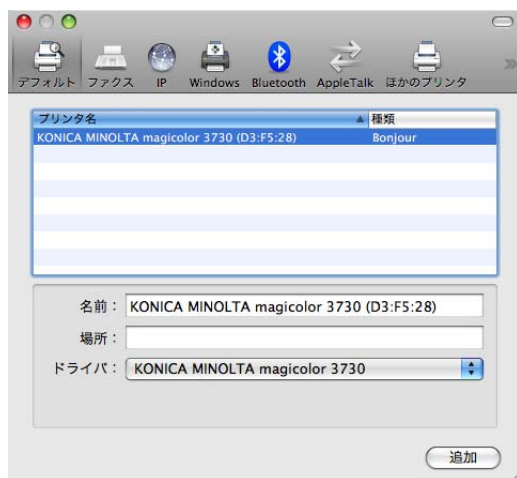 デフォルト ファクス IP Windows Bluetooth AppleTalk ほかのプリンタ
プリンタ名 種類
KONICA MINOLTA magicolor 3730 (D3:F5:28) Bonjour
名前： KONICA MINOLTA magicolor 3730 (D3:F5:28)
場所：
ドライバ： KONICA MINOLTA magicolor 3730
追加